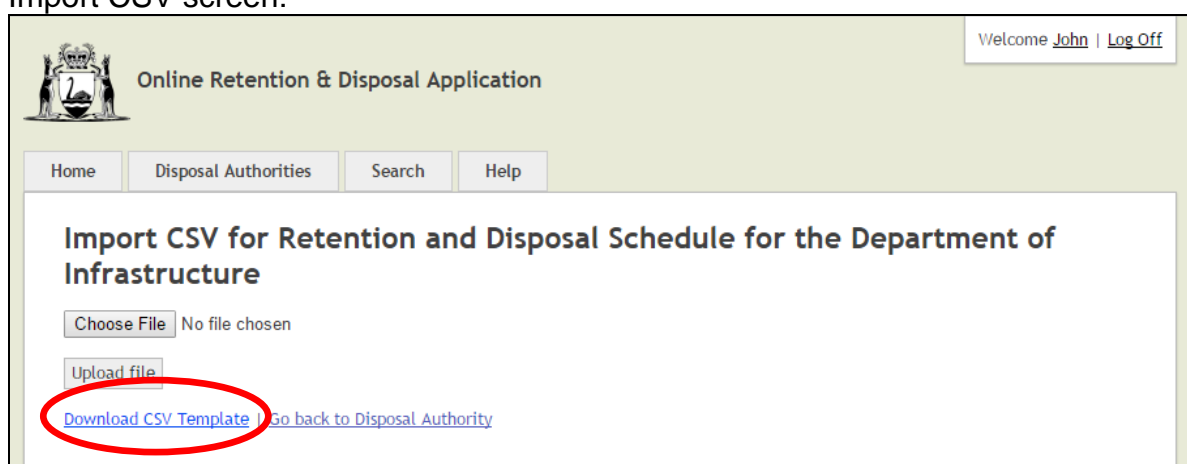 Import CSV screen.
Welcome John | Log Off
Online Retention & Disposal Application
Home Disposal Authorities Search Help
Import CSV for Retention and Disposal Schedule for the Department of
Infrastructure
Choose File No file chosen
Upload file
Download CSV Template | Go back to Disposal Authority